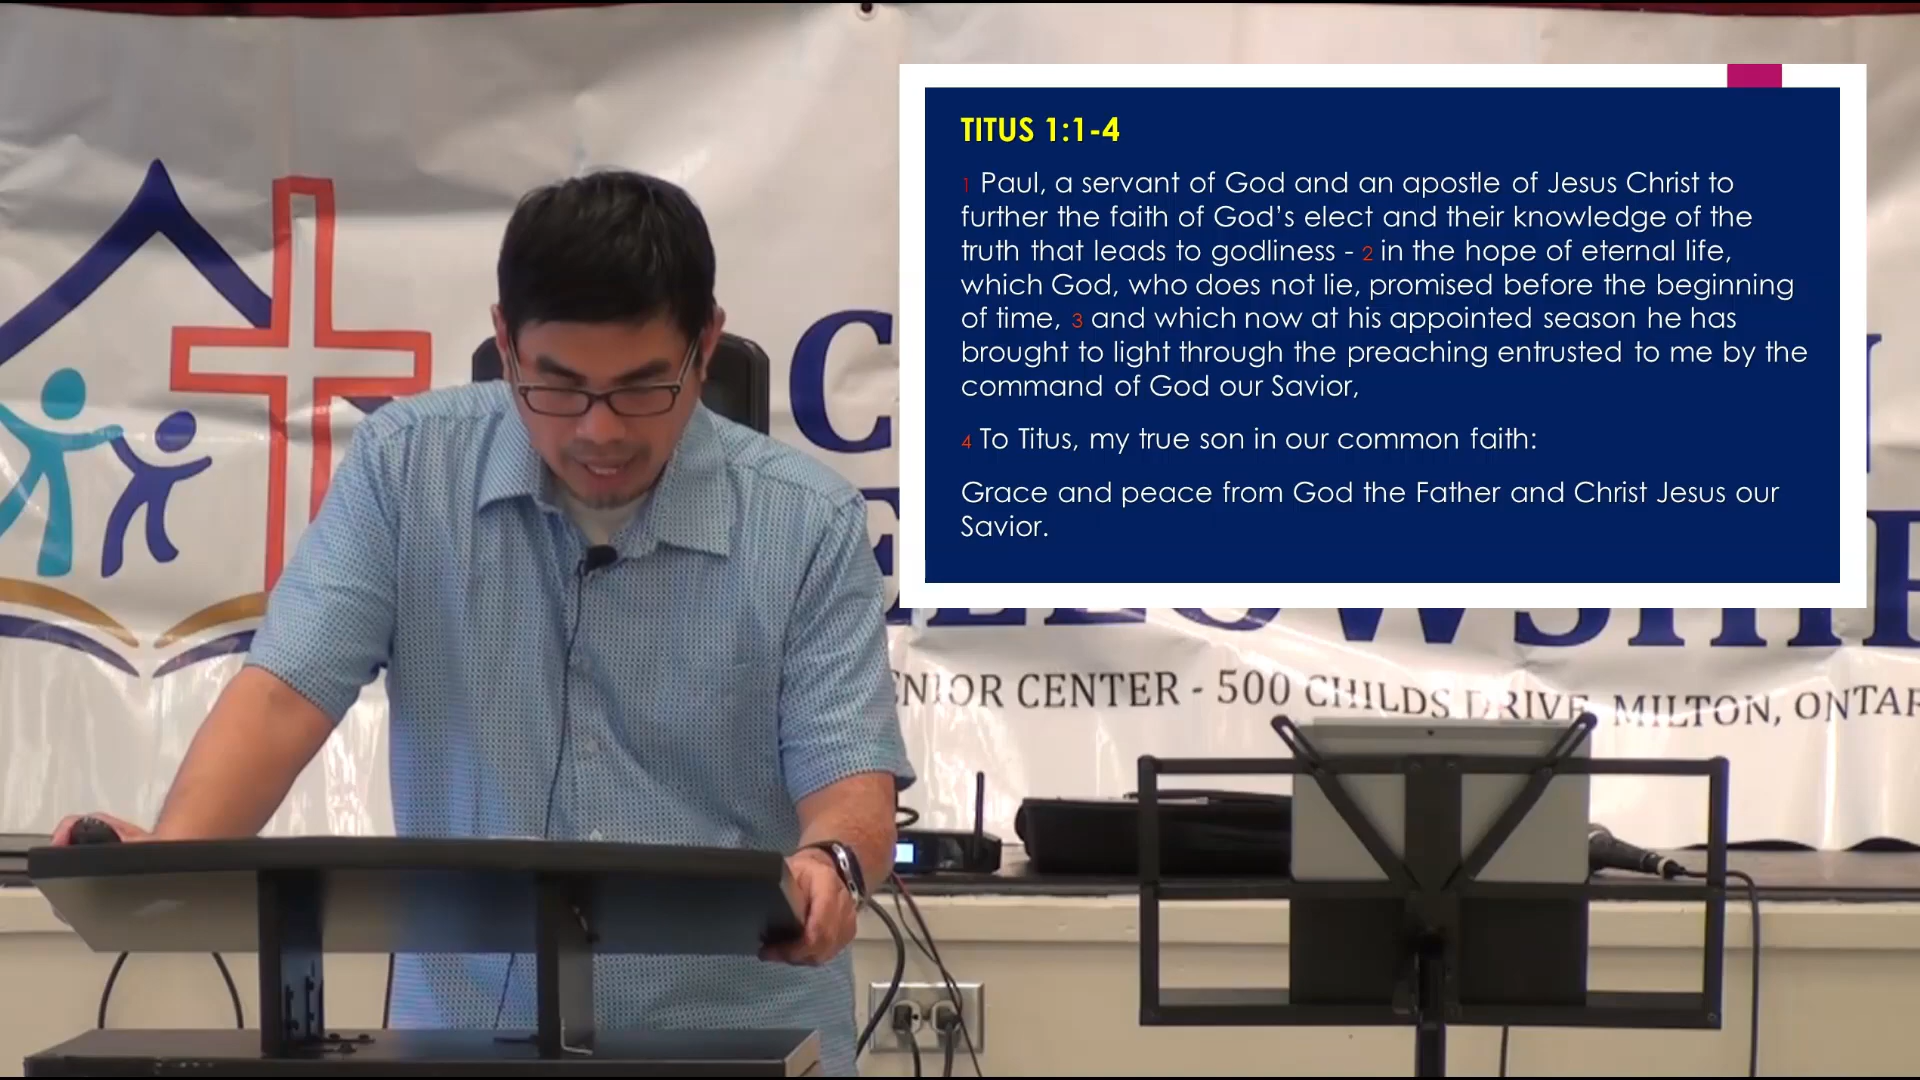 TITUS 1:1-4
1 Paul, a servant of God and an apostle of Jesus Christ to
further the faith of God’s elect and their knowledge of the
truth that leads to godliness - 2 in the hope of eternal life,
which God, who does not lie, promised before the beginning
of time, 3 and which now at his appointed season he has
brought to light through the preaching entrusted to me by the
command of God our Savior,
4 To Titus, my true son in our common faith:
Grace and peace from God the Father and Christ Jesus our
Savior.
C
LLOWSHIP
NIOR CENTER - 500 CHILDS DRIVE, MILTON, ONTAR